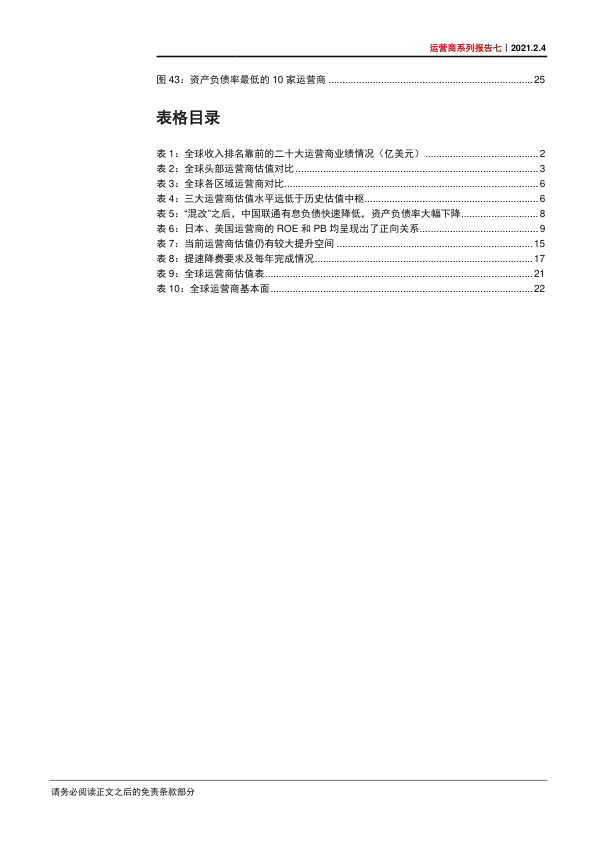 运营商系列报告七｜2021.2.4
图 43：资产负债率最低的 10 家运营商 ........................................................................ 25
表格目录
表 1：全球收入排名靠前的二十大运营商业绩情况（亿美元） ........................................ 2
表 2：全球头部运营商估值对比 ...................................................................................... 3
表 3：全球各区域运营商对比.......................................................................................... 6
表 4：三大运营商估值水平远低于历史估值中枢.............................................................. 6
表 5：“混改”之后，中国联通有息负债快速降低，资产负债率大幅下降........................... 8
表 6：日本、美国运营商的 ROE 和 PB 均呈现出了正向关系........................................... 9
表 7：当前运营商估值仍有较大提升空间 ...................................................................... 15
表 8：提速降费要求及每年完成情况.............................................................................. 17
表 9：全球运营商估值表............................................................................................... 21
表 10：全球运营商基本面............................................................................................. 22
请务必阅读正文之后的免责条款部分